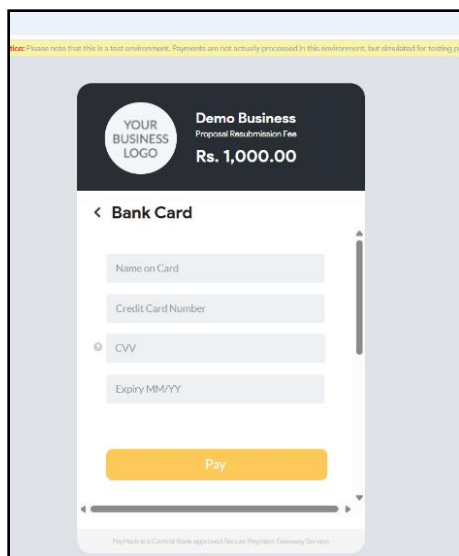 tice: Please note that this is a test environment. Payments are not actually processed in this environment, but simulated for testing p
YOUR
BUSINESS
LOGO
Demo Business
Proposal Resubmission Fee
Rs. 1,000.00
Bank Card
Name on Card
Credit Card Number
CVV
Expiry MM/YY
Pay
PayHere is a Central Bank approved Secure Payment Gateway Service